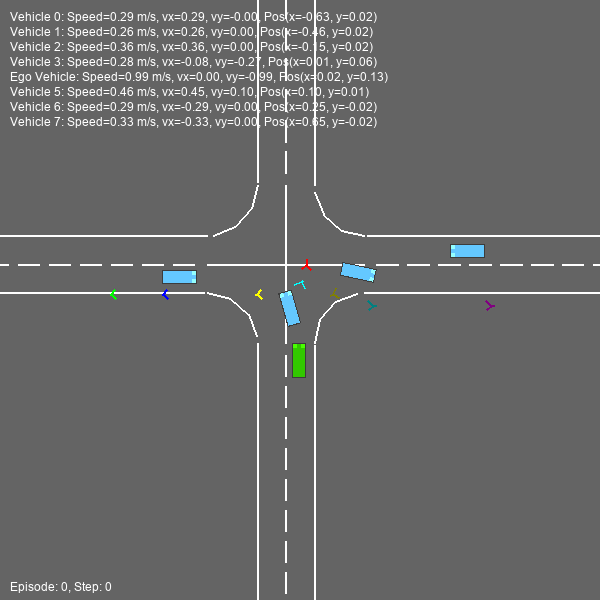 Vehicle 0: Speed=0.29 m/s, vx=0.29, vy=-0.00, Pos(x=-0.63, y=0.02)
Vehicle 1: Speed=0.26 m/s, vx=0.26, vy=0.00, Pos(x=-0.46, y=0.02)
Vehicle 2: Speed=0.36 m/s, vx=0.36, vy=0.00, Pos(x=-0.15, y=0.02)
Vehicle 3: Speed=0.28 m/s, vx=-0.08, vy=-0.27, Pos(x=0.01, y=0.06)
Ego Vehicle: Speed=0.99 m/s, vx=0.00, vy=-0.99, Pos(x=0.02, y=0.13)
Vehicle 5: Speed=0.46 m/s, vx=0.45, vy=0.10, Pos(x=0.10, y=0.01)
Vehicle 6: Speed=0.29 m/s, vx=-0.29, vy=0.00, Pos(x=0.25, y=-0.02)
Vehicle 7: Speed=0.33 m/s, vx=-0.33, vy=0.00, Pos(x=0.65, y=-0.02)
Episode: 0, Step: 0